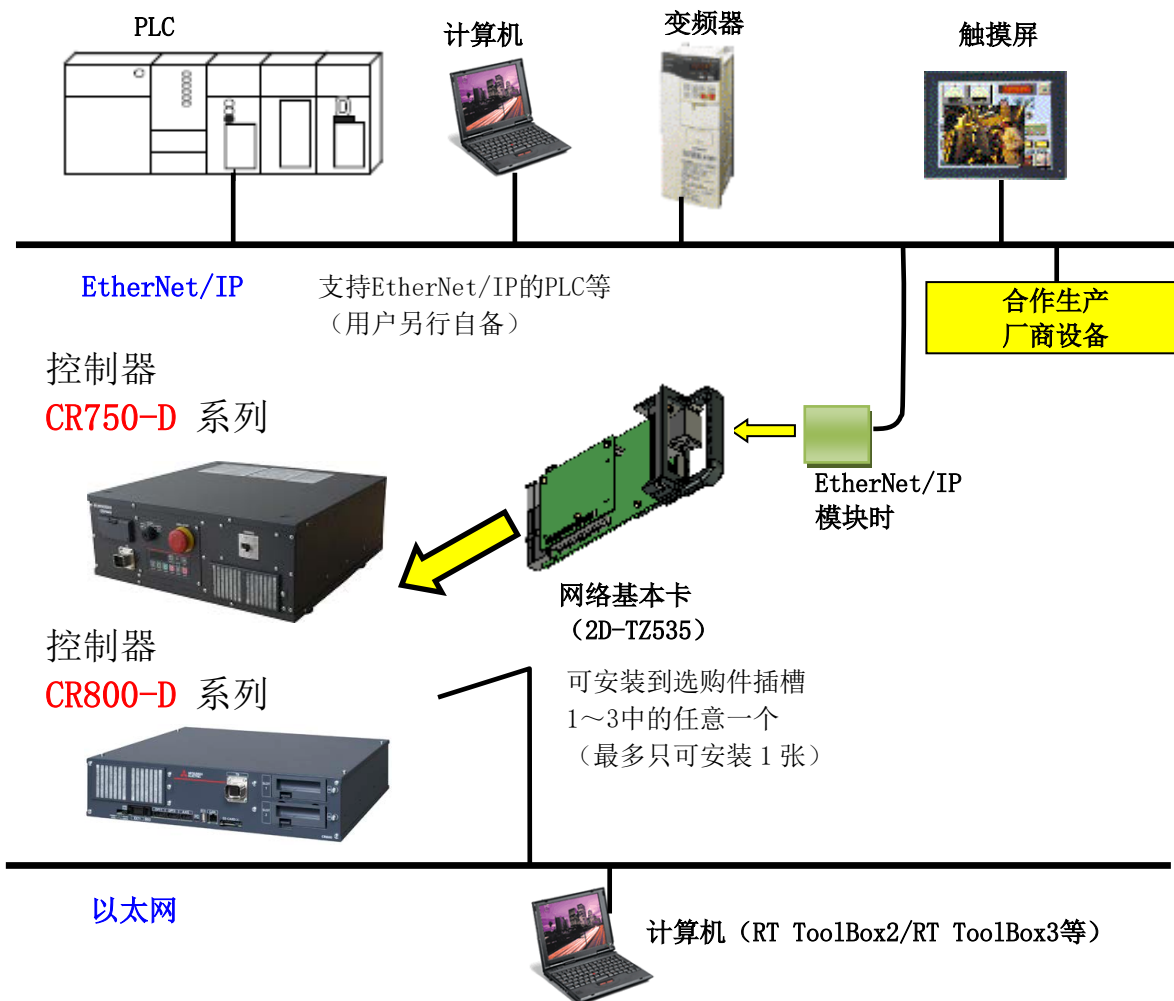 PLC
计算机
变频器
触摸屏
EtherNet/IP
支持EtherNet/IP的PLC等
（用户另行自备）
合作生产
厂商设备
控制器
CR750-D 系列
EtherNet/IP
模块时
网络基本卡
（2D-TZ535）
控制器
CR800-D 系列
可安装到选购件插槽
1～3中的任意一个
（最多只可安装1张）
以太网
计算机（RT ToolBox2/RT ToolBox3等）